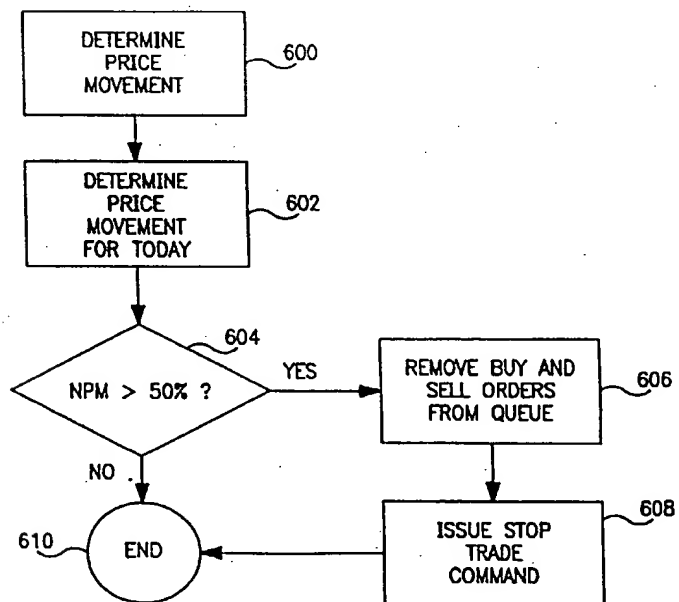 DETERMINE
PRICE
MOVEMENT
600
DETERMINE
PRICE
MOVEMENT
FOR TODAY
602
604
NPM > 50% ?
YES
REMOVE BUY AND
SELL ORDERS
FROM QUEUE
606
NO
610
END
ISSUE STOP
TRADE
COMMAND
608